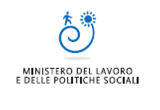 MINISTERO DEL LAVORO
E DELLE POLITICHE SOCIALI